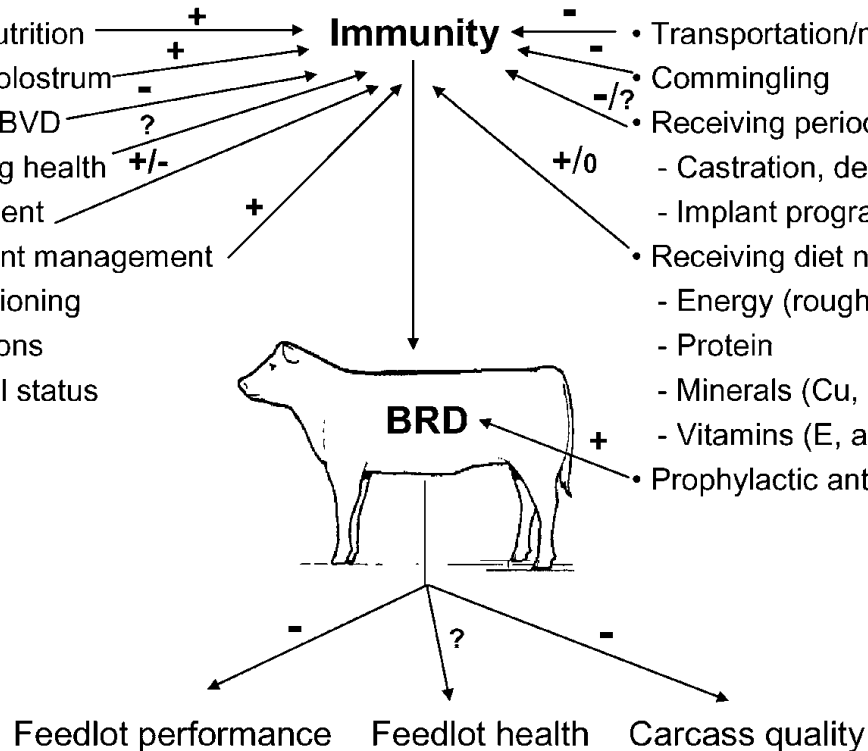 utrition
olostrum
BVD
g health
ent
nt management
ioning
ons
l status
+
+
-
?
+/-
+
Immunity
-
-
-/?
+/0
• Transportation/r
• Commingling
• Receiving perio
- Castration, de
- Implant progra
• Receiving diet n
- Energy (rough
- Protein
- Minerals (Cu,
- Vitamins (E, a
• Prophylactic ant
BRD
+
-
?
-
Feedlot performance
Feedlot health
Carcass quality